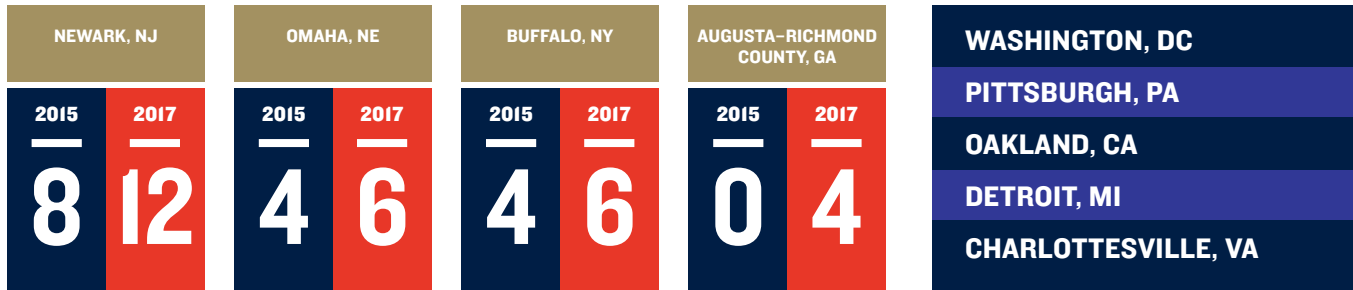 NEWARK, NJ
2015 2017
8 12
OMAHA, NE
2015 2017
4 6
BUFFALO, NY
2015 2017
4 6
AUGUSTA–RICHMOND
COUNTY, GA
2015 2017
0 4
WASHINGTON, DC
PITTSBURGH, PA
OAKLAND, CA
DETROIT, MI
CHARLOTTESVILLE, VA